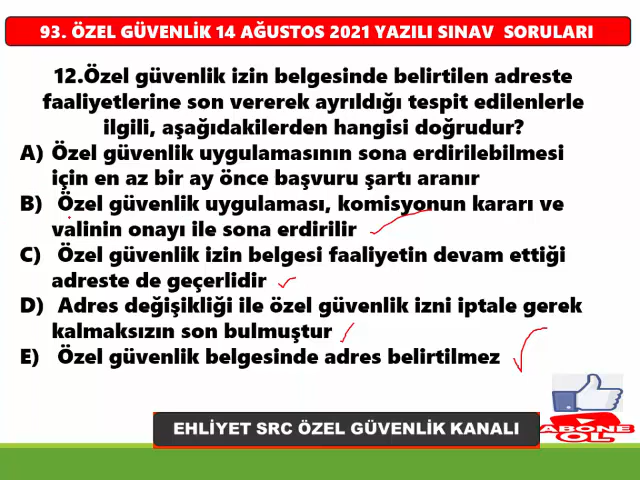 93. ÖZEL GÜVENLİK 14 AĞUSTOS 2021 YAZILI SINAV SORULARI
12.Özel güvenlik izin belgesinde belirtilen adreste
faaliyetlerine son vererek ayrıldığı tespit edilenlerle
ilgili, aşağıdakilerden hangisi doğrudur?
A) Özel güvenlik uygulamasının sona erdirilebilmesi
için en az bir ay önce başvuru şartı aranır
B) Özel güvenlik uygulaması, komisyonun kararı ve
valinin onayı ile sona erdirilir
C) Özel güvenlik izin belgesi faaliyetin devam ettiği
adreste de geçerlidir
D) Adres değişikliği ile özel güvenlik izni iptale gerek
kalmaksızın son bulmuştur
E) Özel güvenlik belgesinde adres belirtilmez
EHLİYET SRC ÖZEL GÜVENLİK KANALI
ABONE
OL